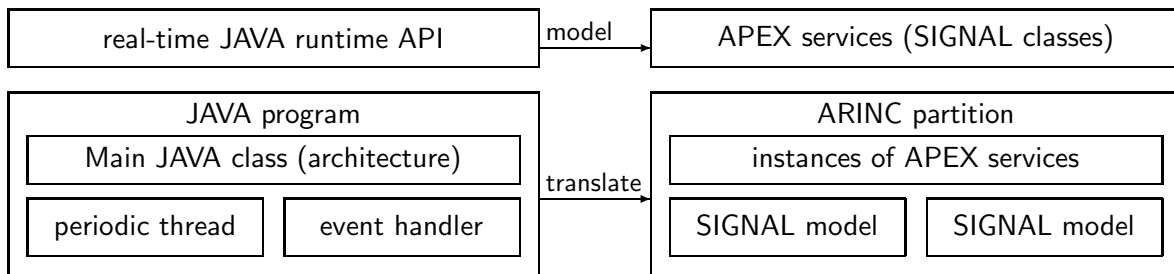 real-time JAVA runtime API
model
APEX services (SIGNAL classes)
JAVA program
Main JAVA class (architecture)
periodic thread
event handler
translate
ARINC partition
instances of APEX services
SIGNAL model
SIGNAL model